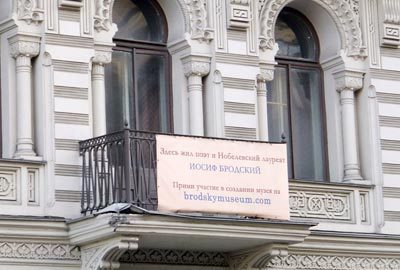 Здесь жил поэт и Нобелевский лауреат
ИОСИФ БРОДСКИЙ
Прими участие в создании музея на
brodskymuseum.com